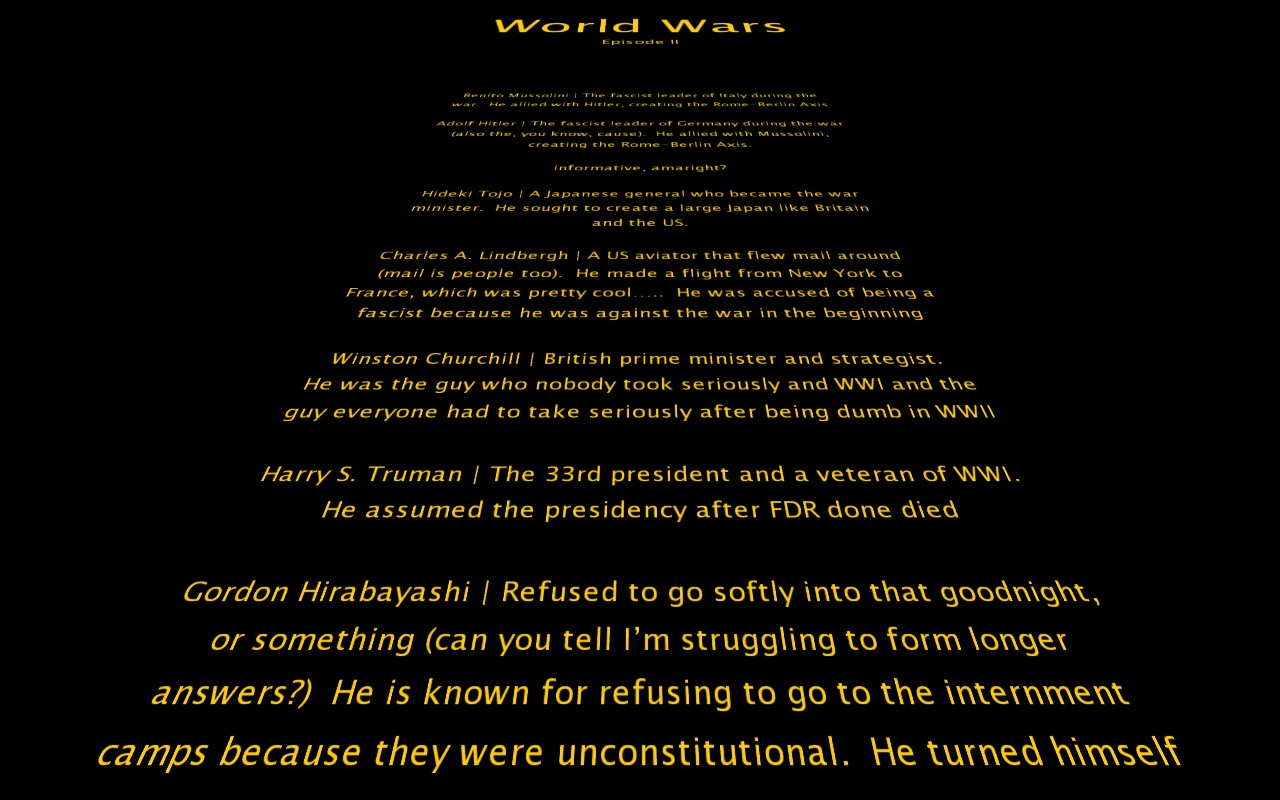 World Wars
Episode II
Benito Mussolini | The fascist leader of Italy during the
war.  He allied with Hitler, creating the Rome-Berlin Axis
Adolf Hitler | The fascist leader of Germany during the war
(also the, you know, cause).  He allied with Mussolini,
creating the Rome-Berlin Axis.
informative, amaright?
Hideki Tojo | A Japanese general who became the war
minister.  He sought to create a large Japan like Britain
and the US.
Charles A. Lindbergh | A US aviator that flew mail around
(mail is people too).  He made a flight from New York to
France, which was pretty cool.....  He was accused of being a
fascist because he was against the war in the beginning
Winston Churchill | British prime minister and strategist.
He was the guy who nobody took seriously and WWI and the
guy everyone had to take seriously after being dumb in WWII
Harry S. Truman | The 33rd president and a veteran of WWI.
He assumed the presidency after FDR done died
Gordon Hirabayashi | Refused to go softly into that goodnight,
or something (can you tell I'm struggling to form longer
answers?)  He is known for refusing to go to the internment
camps because they were unconstitutional.  He turned himself